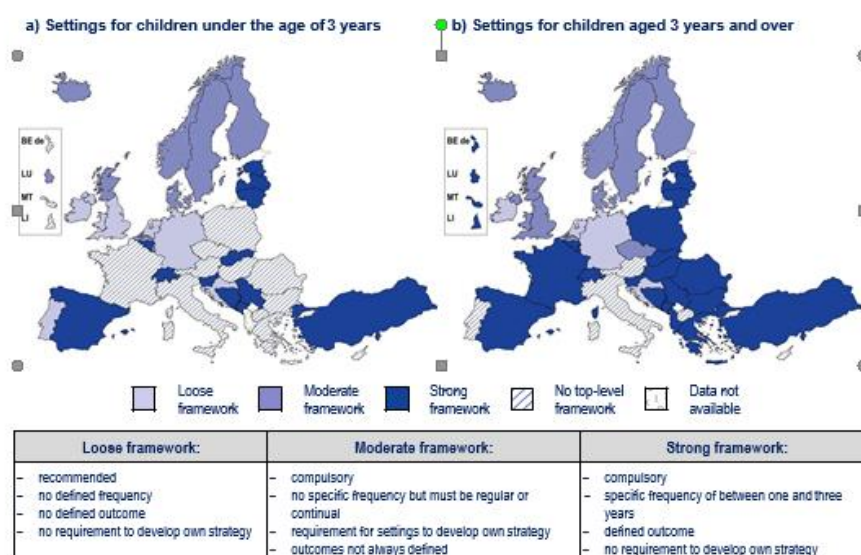 a) Settings for children under the age of 3 years
b) Settings for children aged 3 years and over
BE de
LU
MT
LI
BE de
LU
MT
LI
Loose framework
Moderate framework
Strong framework
No top-level framework
Data not available
Loose framework:
– recommended
– no defined frequency
– no defined outcome
– no requirement to develop own strategy
Moderate framework:
– compulsory
– no specific frequency but must be regular or
continual
– requirement for settings to develop own strategy
– outcomes not always defined
Strong framework:
– compulsory
– specific frequency of between one and three
years
– defined outcome
– no requirement to develop own strategy